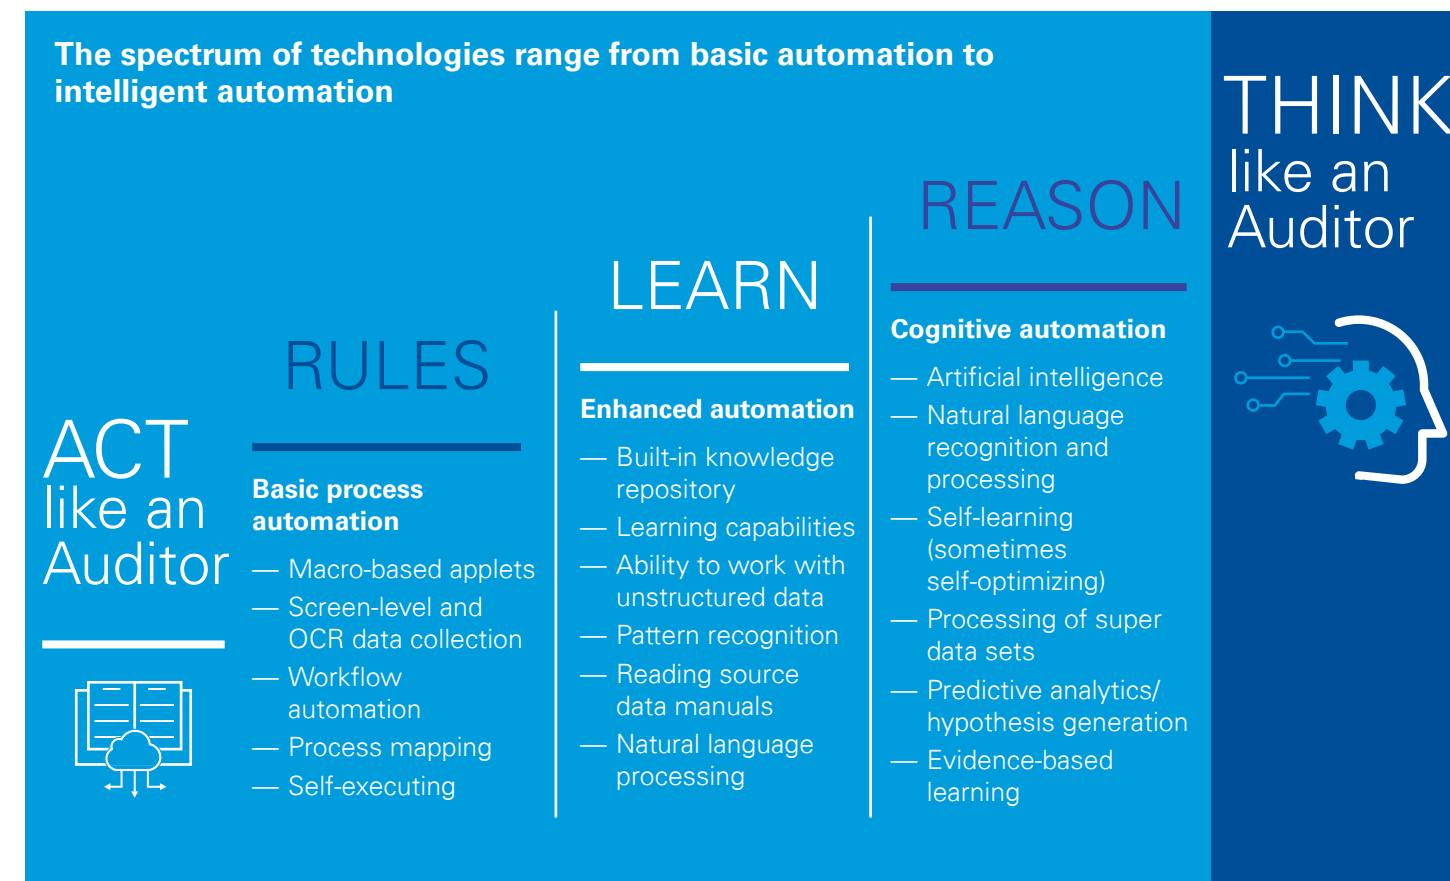 The spectrum of technologies range from basic automation to
intelligent automation
ACT
like an
Auditor
RULES
Basic process
automation
— Macro-based applets
— Screen-level and
OCR data collection
— Workflow
automation
— Process mapping
— Self-executing
LEARN
Enhanced automation
— Built-in knowledge
repository
— Learning capabilities
— Ability to work with
unstructured data
— Pattern recognition
— Reading source
data manuals
— Natural language
processing
REASON
Cognitive automation
— Artificial intelligence
— Natural language
recognition and
processing
— Self-learning
(sometimes
self-optimizing)
— Processing of super
data sets
— Predictive analytics/
hypothesis generation
— Evidence-based
learning
THINK
like an
Auditor